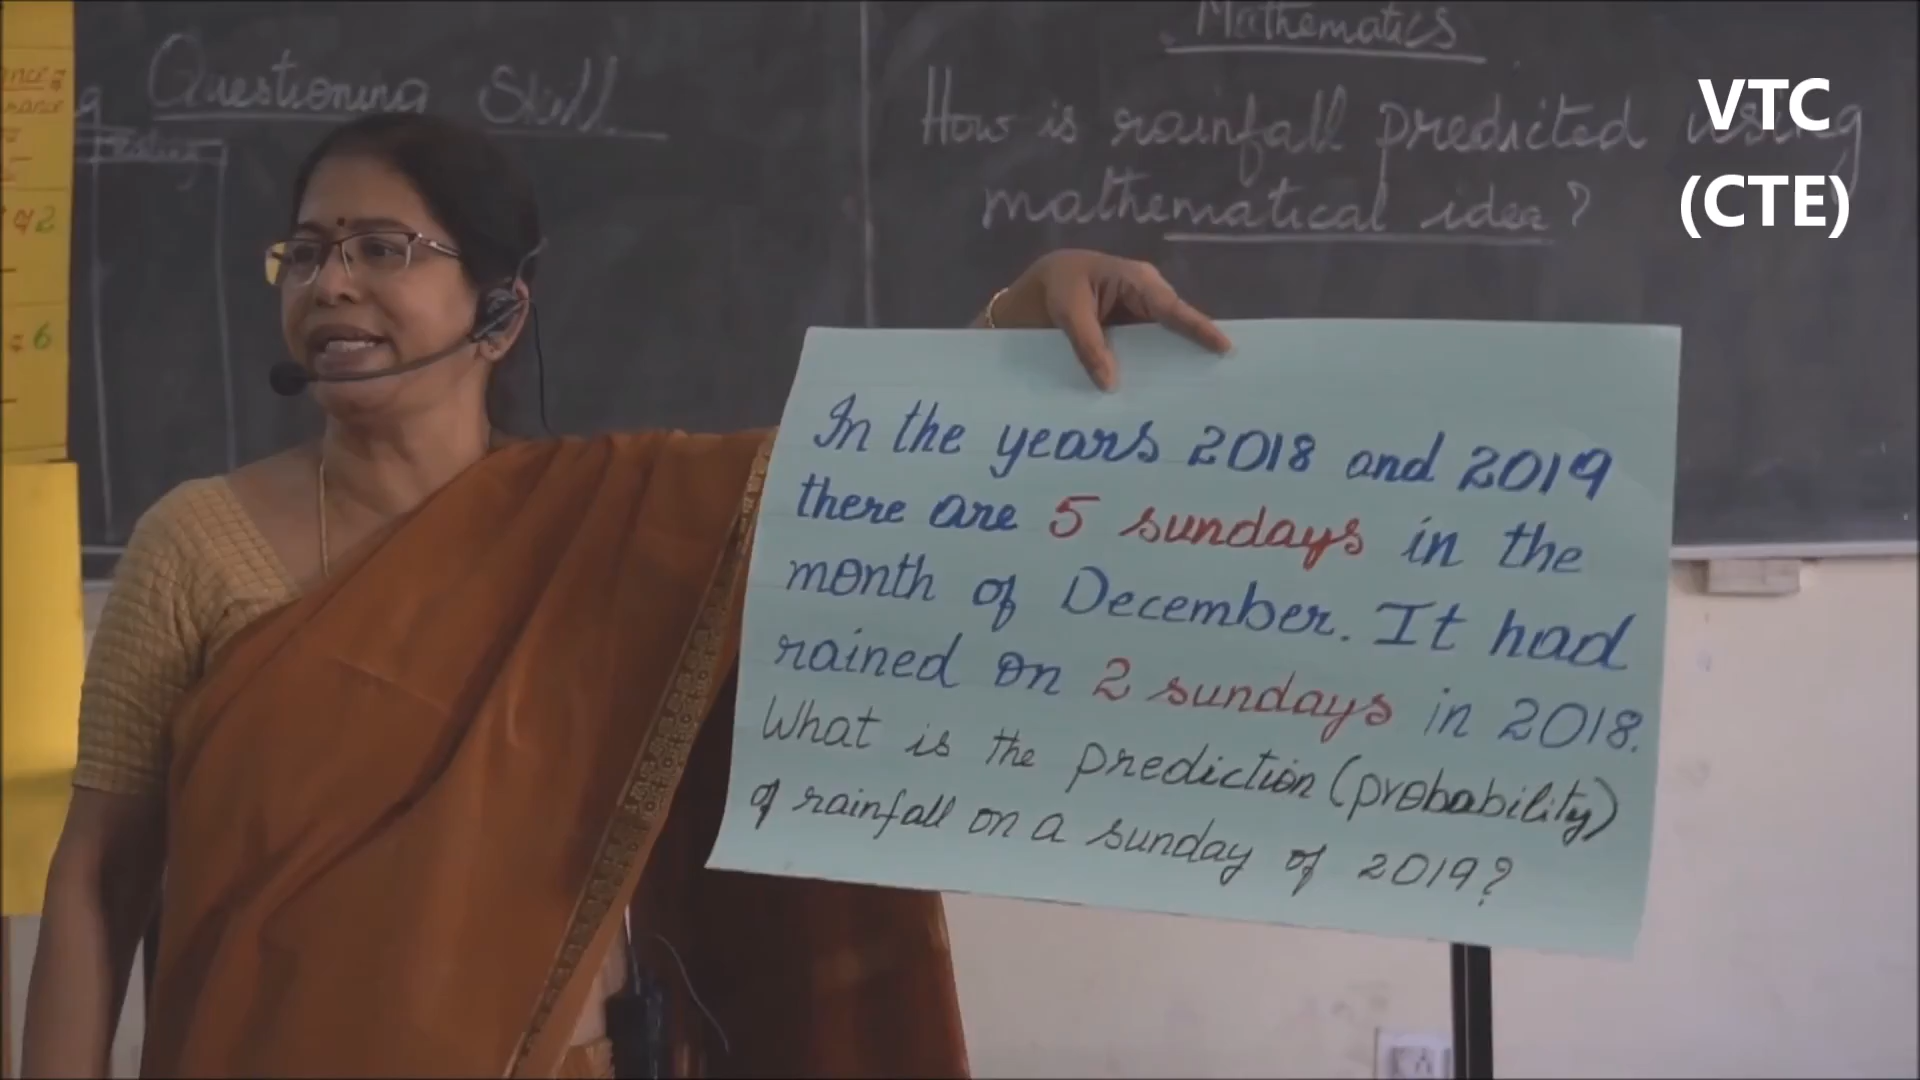 Questioning Skill
Mathematics
How is rainfall predicted using
mathematical idea?
VTC
(CTE)
In the years 2018 and 2019
there are 5 sundays in the
month of December. It had
rained on 2 sundays in 2018.
What is the prediction (probability)
of rainfall on a sunday of 2019?